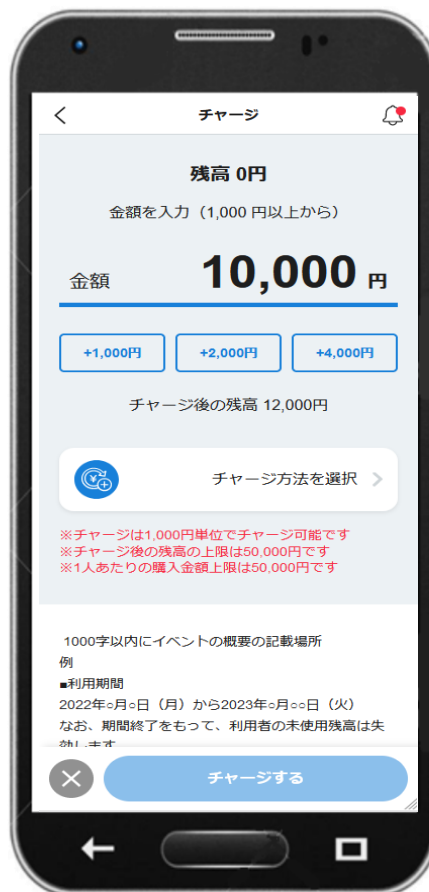 チャージ
残高 0円
金額を入力（1,000 円以上から）
金額 10,000 円
+1,000円 +2,000円 +4,000円
チャージ後の残高 12,000円
チャージ方法を選択
※チャージは1,000円単位でチャージ可能です
※チャージ後の残高の上限は50,000円です
※1人あたりの購入金額上限は50,000円です
1000字以内にイベントの概要の記載場所
例
■利用期間
2022年○月○日（月）から2023年○月○○日（火）
なお、期間終了をもって、利用者の未使用残高は失
効します
チャージする